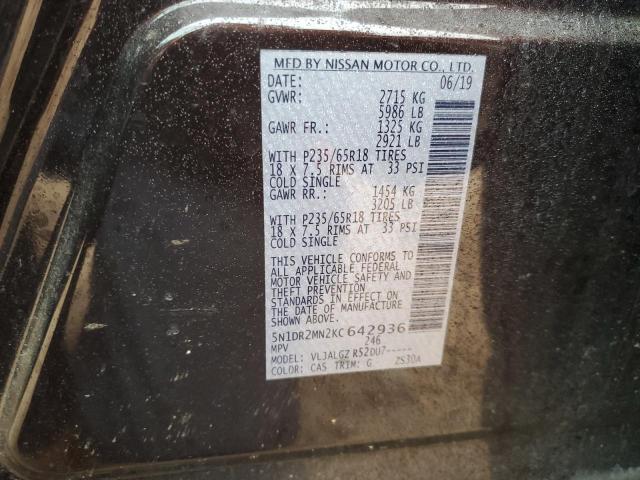 MFD BY NISSAN MOTOR CO., LTD.
DATE: 06/19
GVWR: 2715 KG
5986 LB
GAWR FR.: 1325 KG
2921 LB
WITH P235/65R18 TIRES
18 X 7.5 RIMS AT 33 PSI
COLD SINGLE
GAWR RR.: 1454 KG
3205 LB
WITH P235/65R18 TIRES
18 X 7.5 RIMS AT 33 PSI
COLD SINGLE
THIS VEHICLE CONFORMS TO
ALL APPLICABLE FEDERAL
MOTOR VEHICLE SAFETY AND
THEFT PREVENTION
STANDARDS IN EFFECT ON
THE DATE OF MANUFACTURE
SHOWN ABOVE.
5N1DR2MN2KC642936
MPV 246
MODEL: VLJALGZ R52DU7-----
COLOR: CAS TRIM: G ZS30A